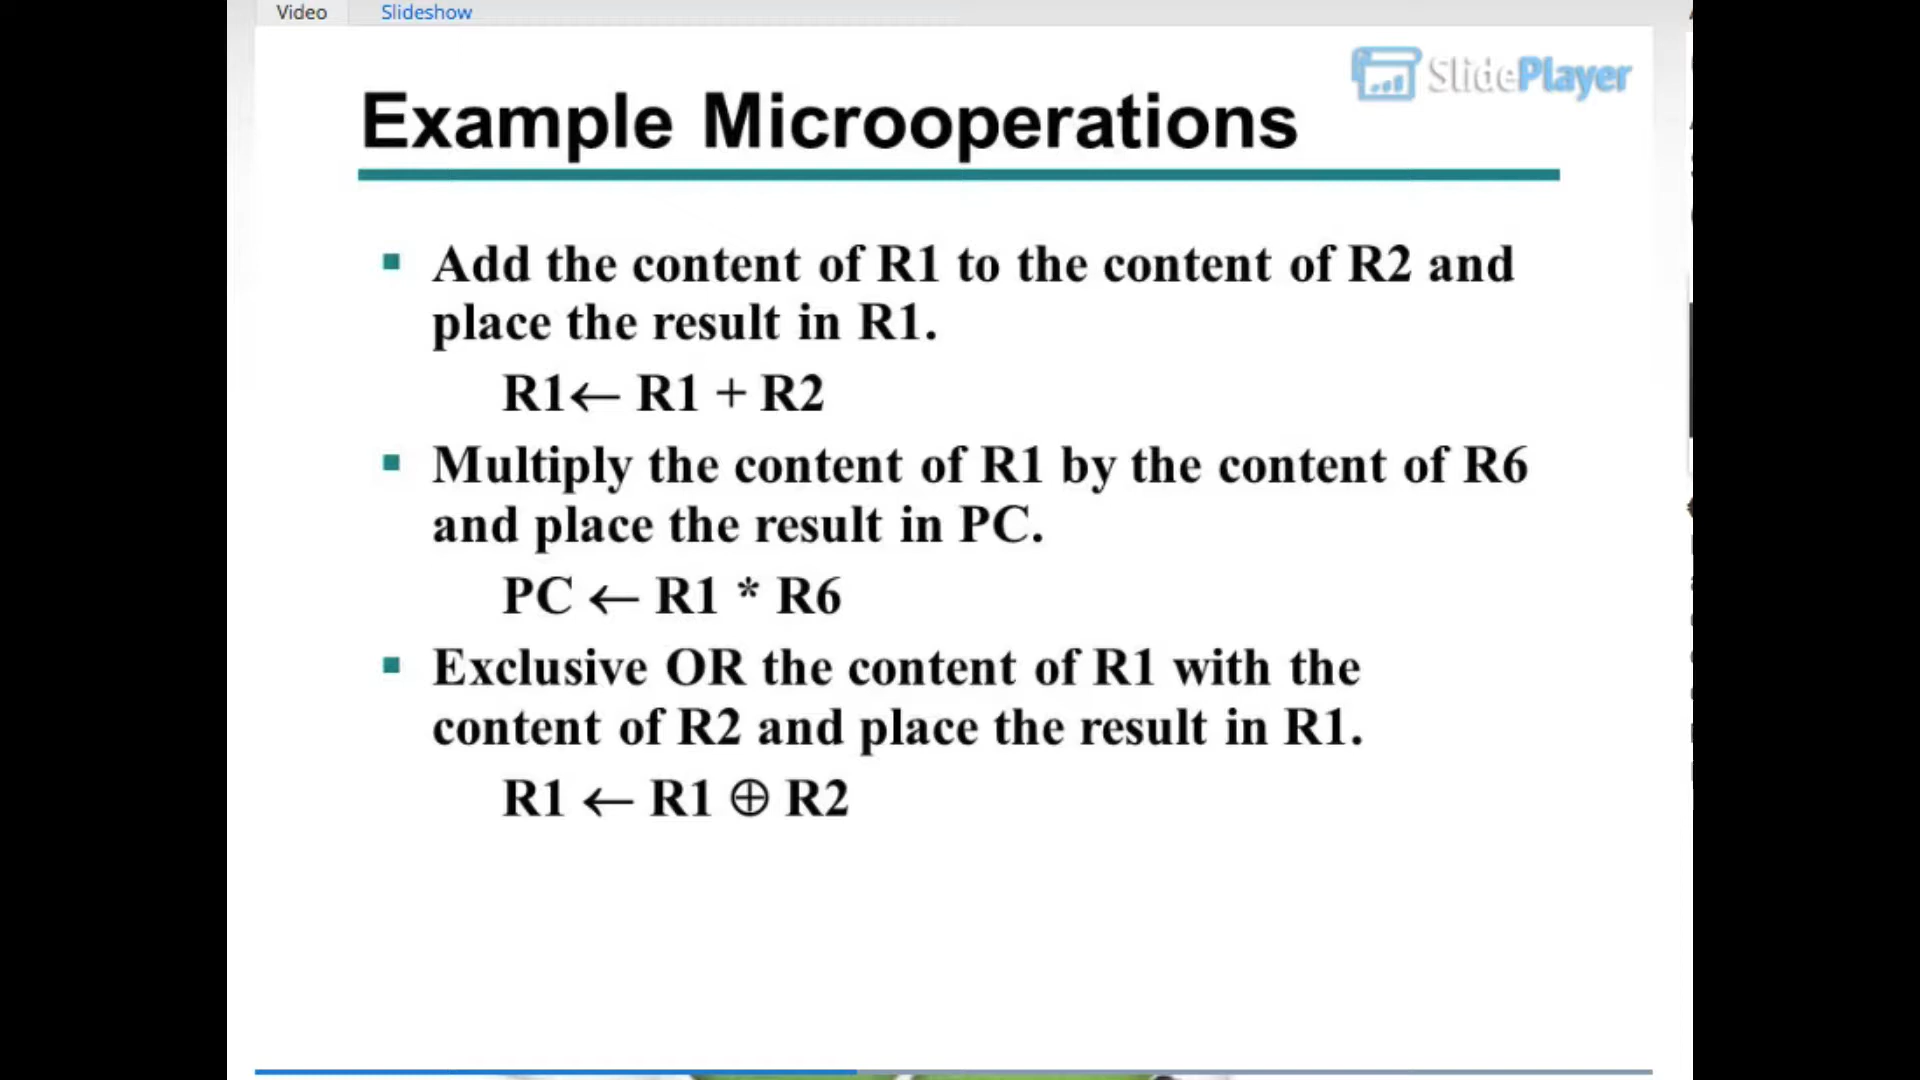 Video Slideshow
SlidePlayer
Example Microoperations
▪ Add the content of R1 to the content of R2 and
place the result in R1.
R1← R1 + R2
▪ Multiply the content of R1 by the content of R6
and place the result in PC.
PC ← R1 * R6
▪ Exclusive OR the content of R1 with the
content of R2 and place the result in R1.
R1 ← R1 ⊕ R2